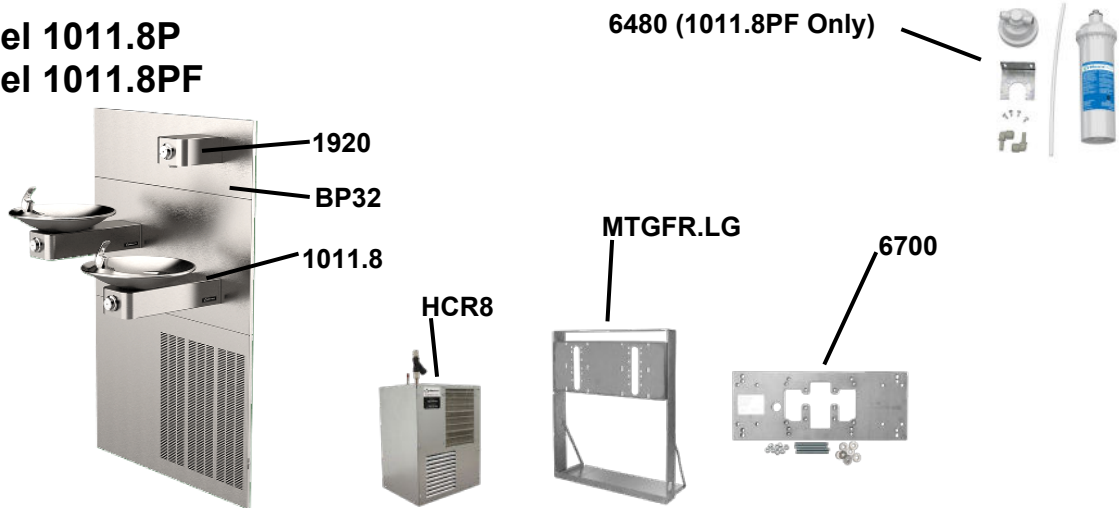 el 1011.8P
el 1011.8PF
6480 (1011.8PF Only)
1920
BP32
1011.8
MTGFR.LG
6700
HCR8